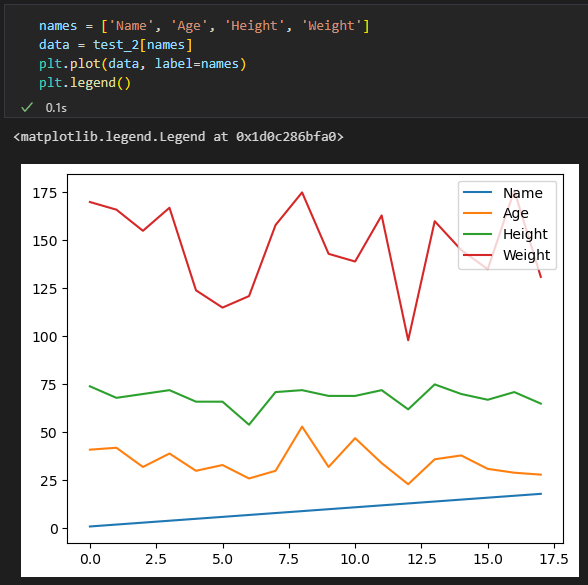 names = ['Name', 'Age', 'Height', 'Weight']
data = test_2[names]
plt.plot(data, label=names)
plt.legend()
0.1s
<matplotlib.legend.Legend at 0x1d0c286bfa0>
Name
Age
Height
Weight
175
150
125
100
75
50
25
0
0.0 2.5 5.0 7.5 10.0 12.5 15.0 17.5